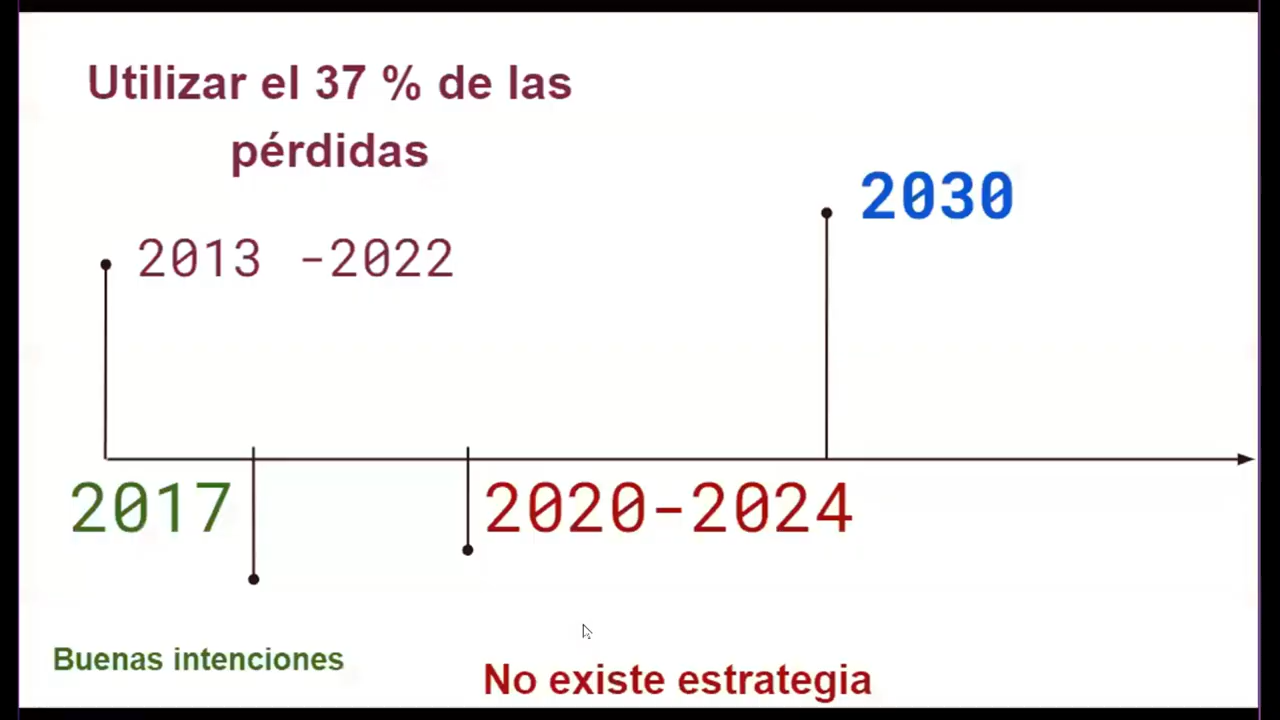 Utilizar el 37 % de las
pérdidas
2030
2013 -2022
2017
2020-2024
Buenas intenciones
No existe estrategia